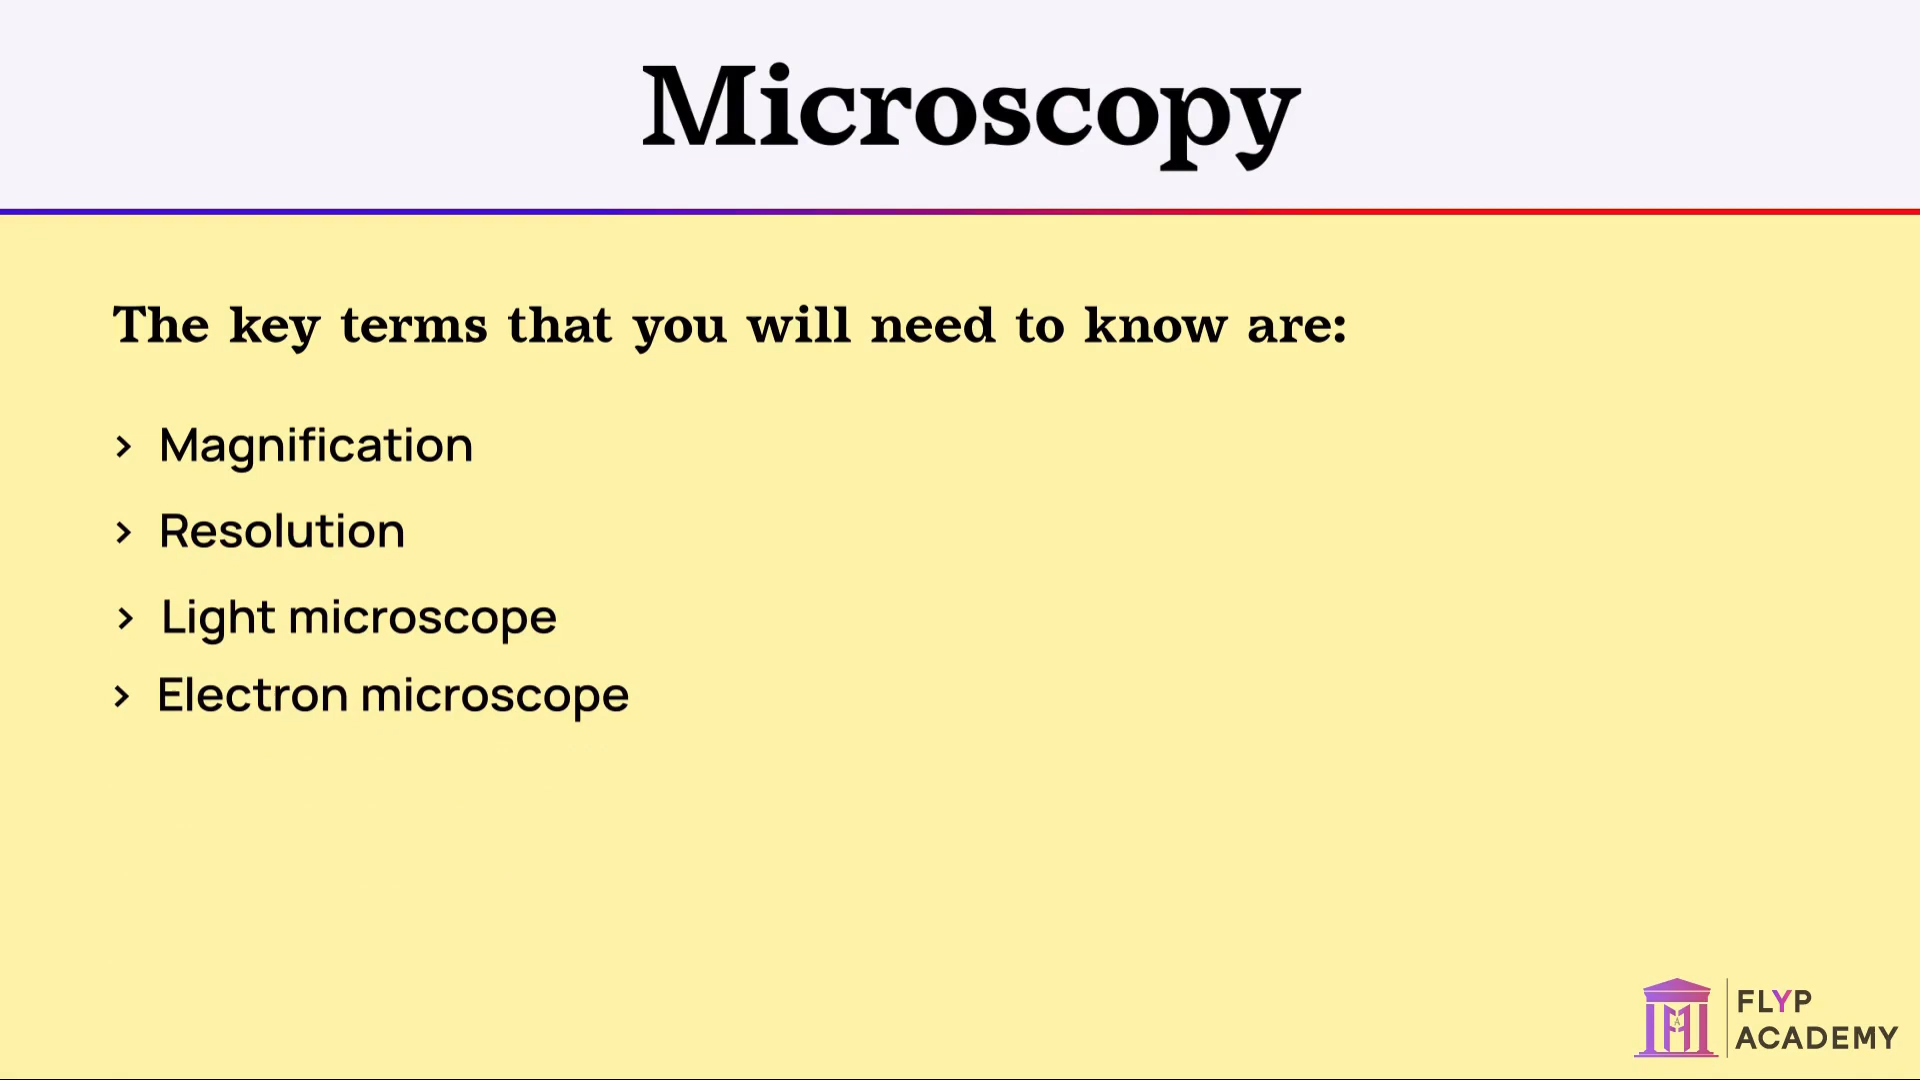 Microscopy
The key terms that you will need to know are:
> Magnification
> Resolution
> Light microscope
> Electron microscope
FLYP
ACADEMY